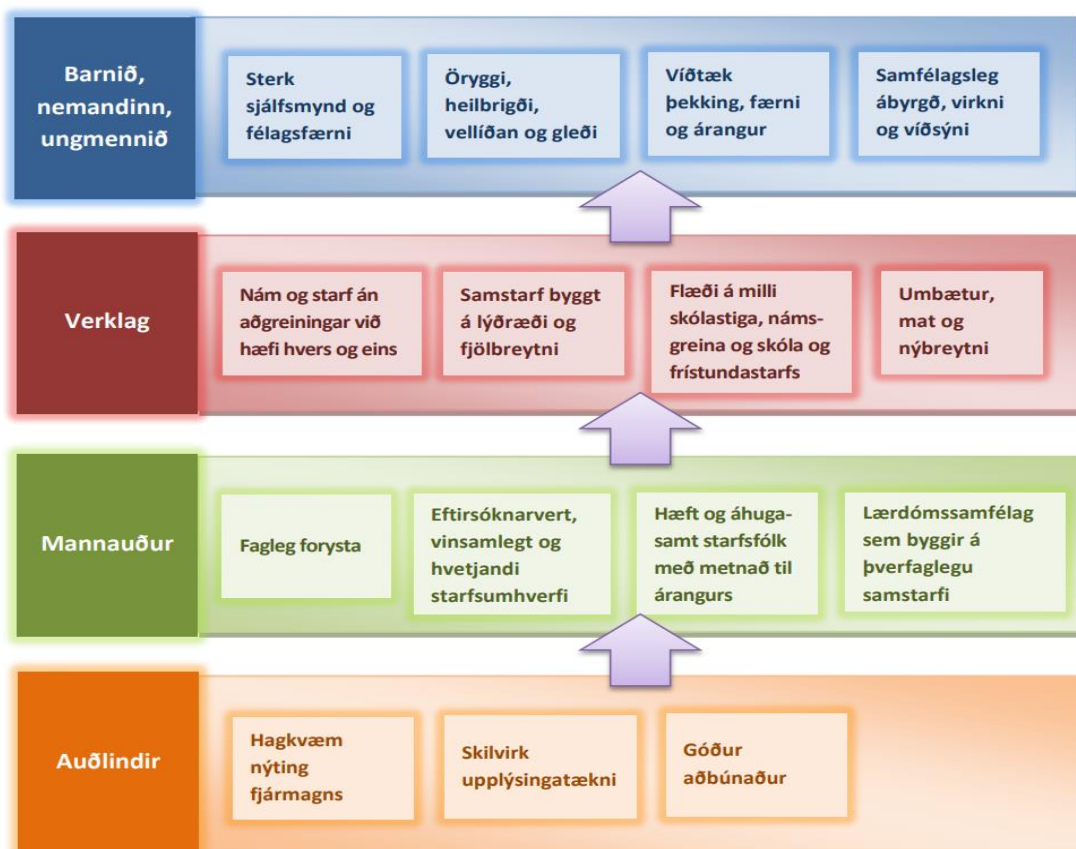 Barnið,
nemandinn,
ungmennið
Sterk
sjálfsmynd og
félagsfærni
Öryggi,
heilbrigði,
vellíðan og gleði
Víðtæk
þekking, færni
og árangur
Samfélagsleg
ábyrgð, virkni
og víðsýni
Verklag
Nám og starf án
aðgreiningar við
hæfi hvers og eins
Samstarf byggt
á lýðræði og
fjölbreytni
Flæði á milli
skólastiga, náms-
greina og skóla og
frístundastarfs
Umbætur,
mat og
nýbreytni
Mannauður
Fagleg forysta
Eftirsóknarvert,
vinsamlegt og
hvetjandi
starfsumhverfi
Hæft og áhuga-
samt starfsfólk
með metnað til
árangurs
Lærdómssamfélag
sem byggir á
þverfaglegu
samstarfi
Auðlindir
Hagkvæm
nýting
fjármagns
Skilvirk
upplýsingatækni
Góður
aðbúnaður